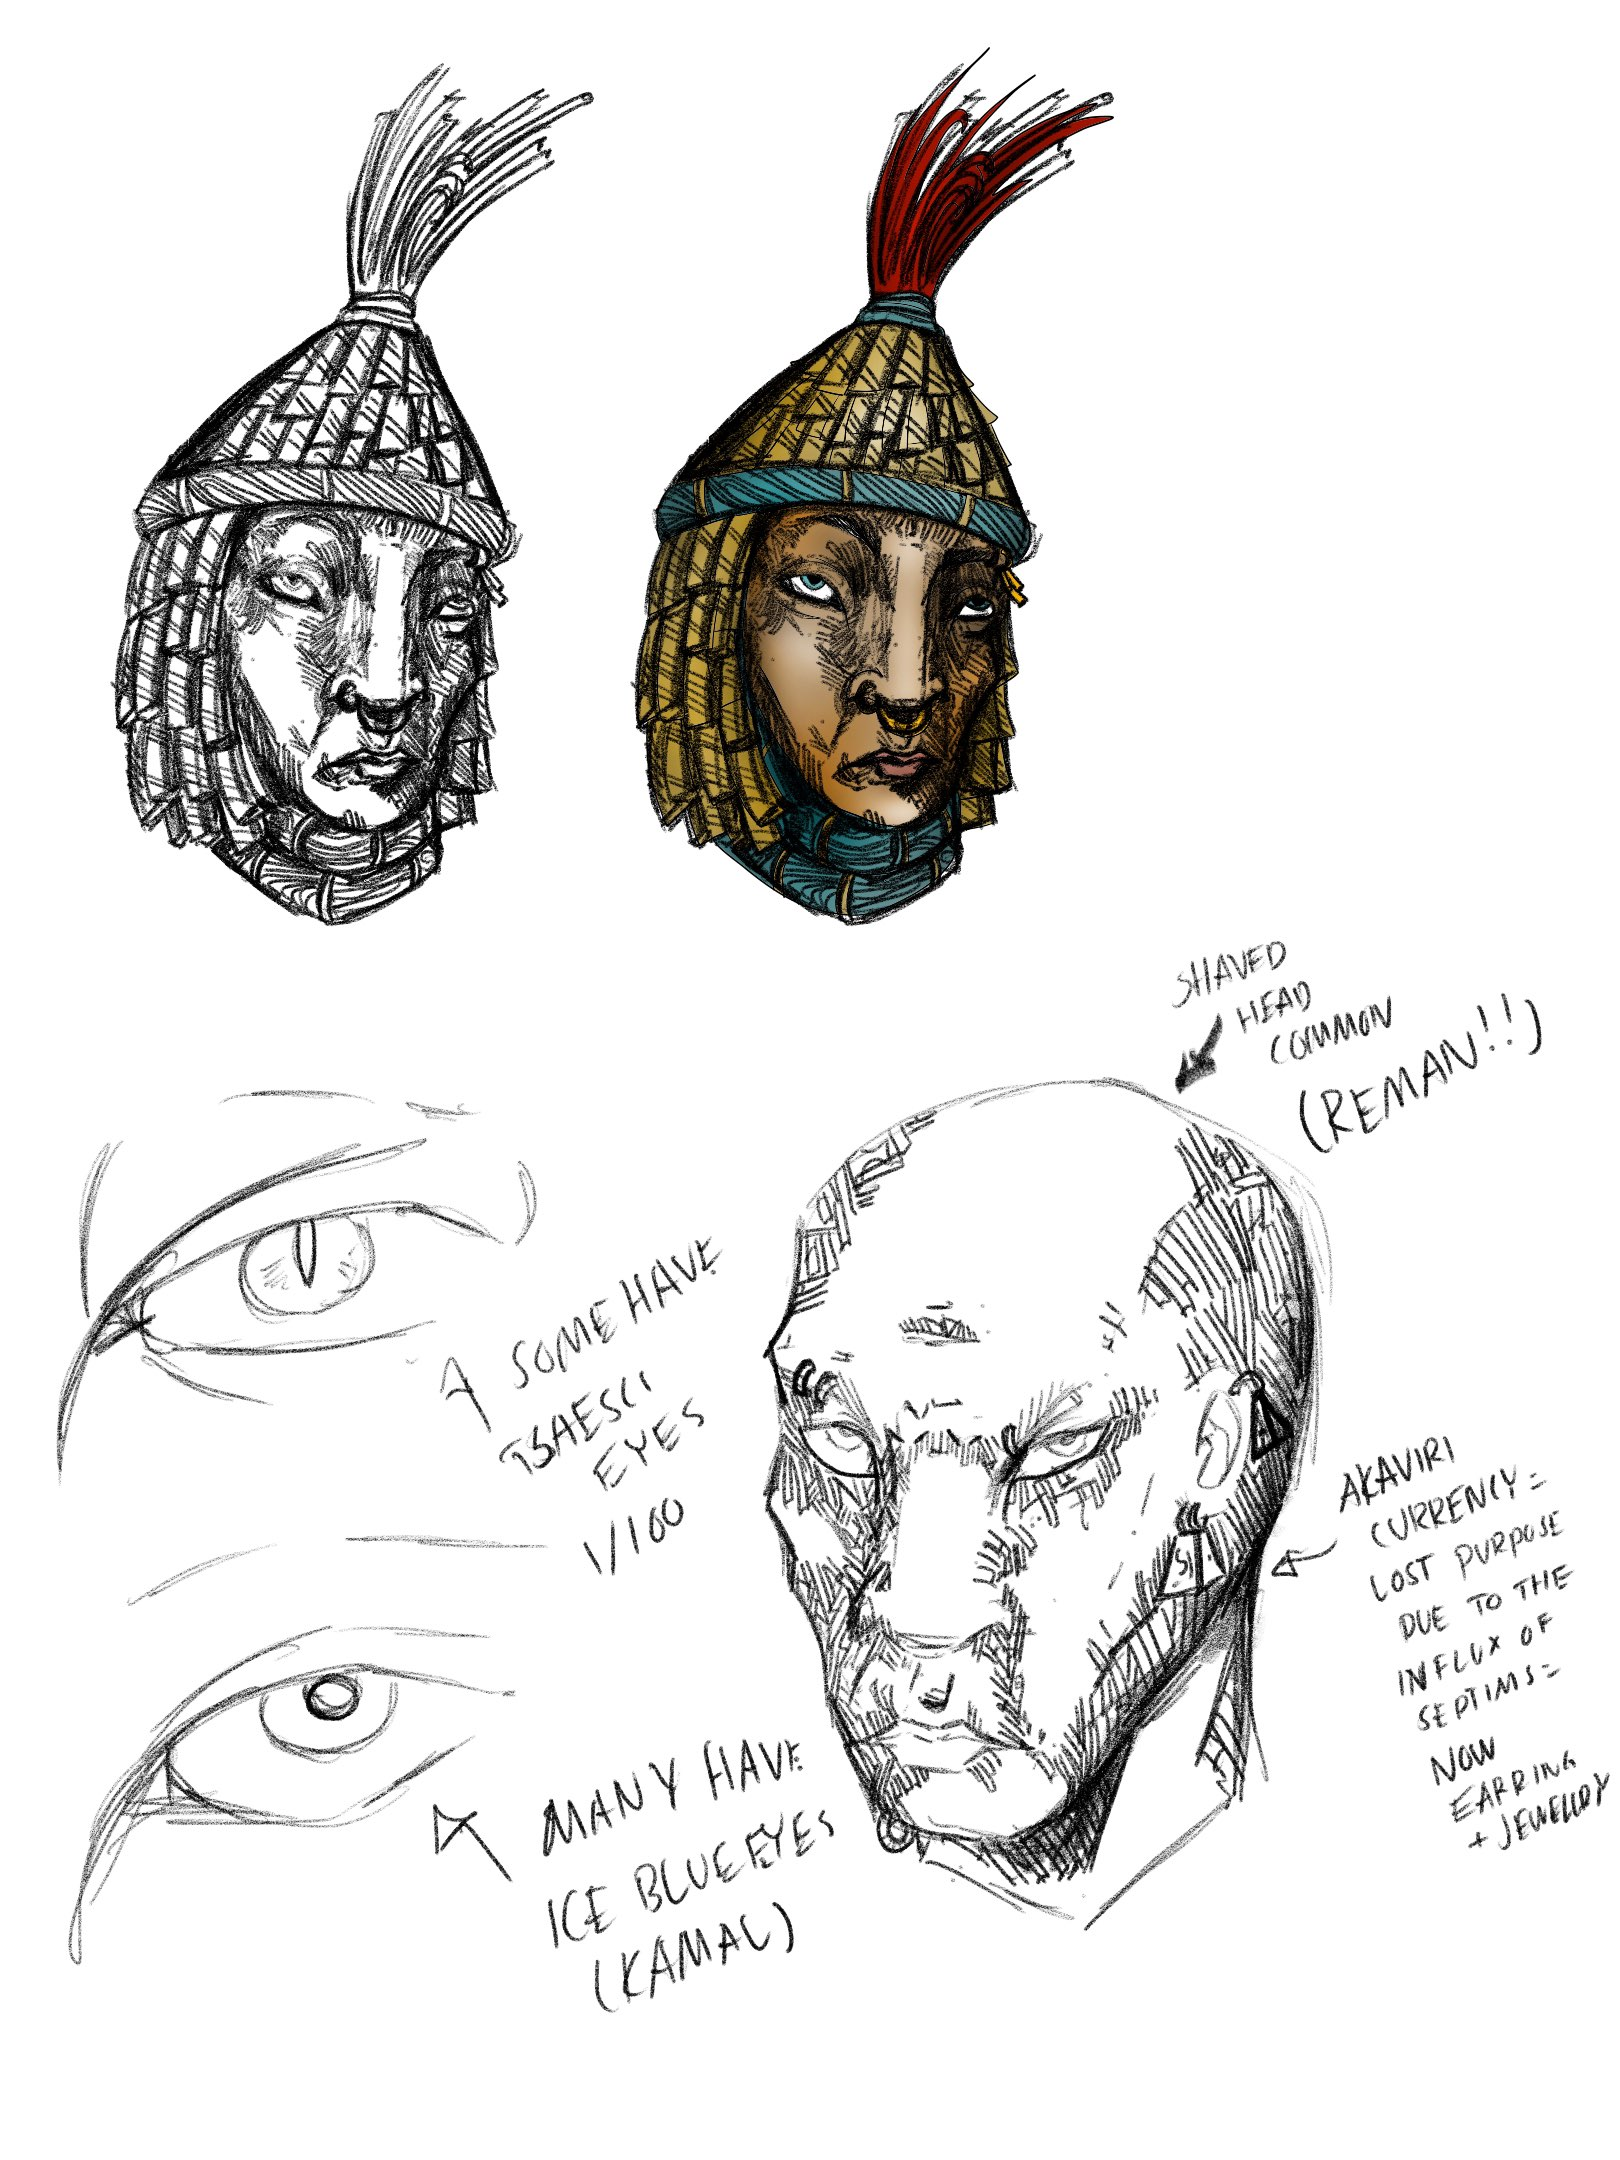 SHAVED
HEAD
COMMON
(REMAN!!)
SOME HAVE
TSAESCI
EYES
1/100
AKAVIRI
CURRENCY=
LOST PURPOSE
DUE TO THE
INFLUX OF
SEPTIMS=
NOW
EARRING
+ JEWELLRY
MANY HAVE
ICE BLUE EYES
(KAMAL)